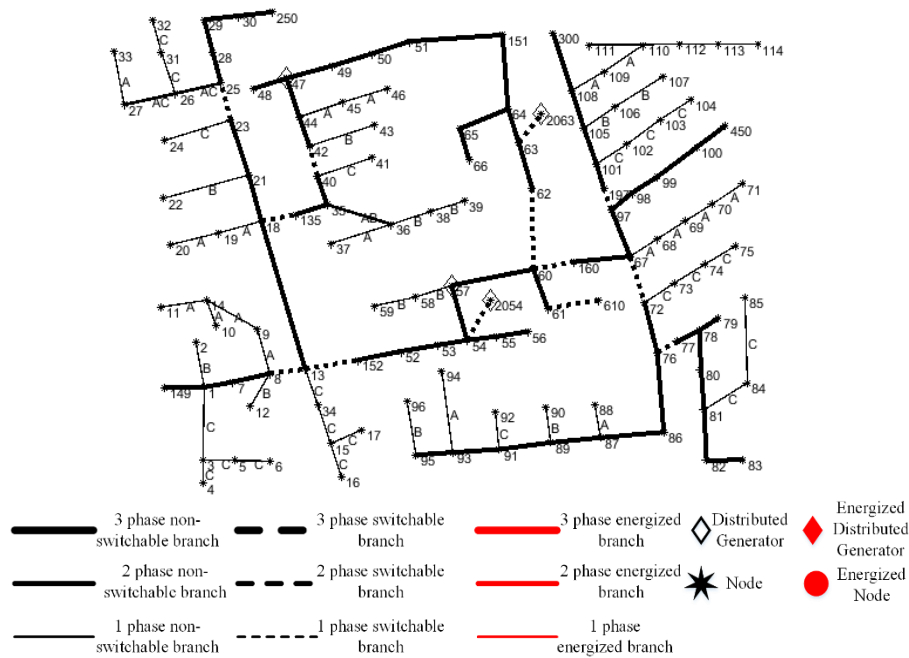 32
29
30
250
33
AC
31
28
C
A
27
AC
26
AC
25
51
151
300
50
49
47
48
111
110
112
113
114
A
109
A
108
107
B
106
B
105
104
C
103
C
102
C
101
450
100
99
98
197
97
23
C
24
21
B
22
44
A
45
A
46
42
B
43
40
C
41
35
135
18
A
19
A
20
AB
36
B
38
B
39
A
37
64
65
66
63
2063
62
60
160
67
A
68
A
69
A
70
A
71
72
C
73
C
74
C
75
57
B
58
B
59
2054
61
610
54
55
56
53
52
152
13
11
A
14
A
A
10
9
A
8
2
B
149
1
7
B
12
C
3
C
5
C
6
C
4
C
34
C
15
C
17
C
16
76
77
78
79
80
81
C
84
C
85
82
83
94
96
B
A
92
C
90
B
88
A
95
93
91
89
87
86
3 phase non-
switchable branch
3 phase switchable
branch
3 phase energized
branch
Distributed
Generator
Energized
Distributed
Generator
2 phase non-
switchable branch
2 phase switchable
branch
2 phase energized
branch
Node
Energized
Node
1 phase non-
switchable branch
1 phase switchable
branch
1 phase
energized branch